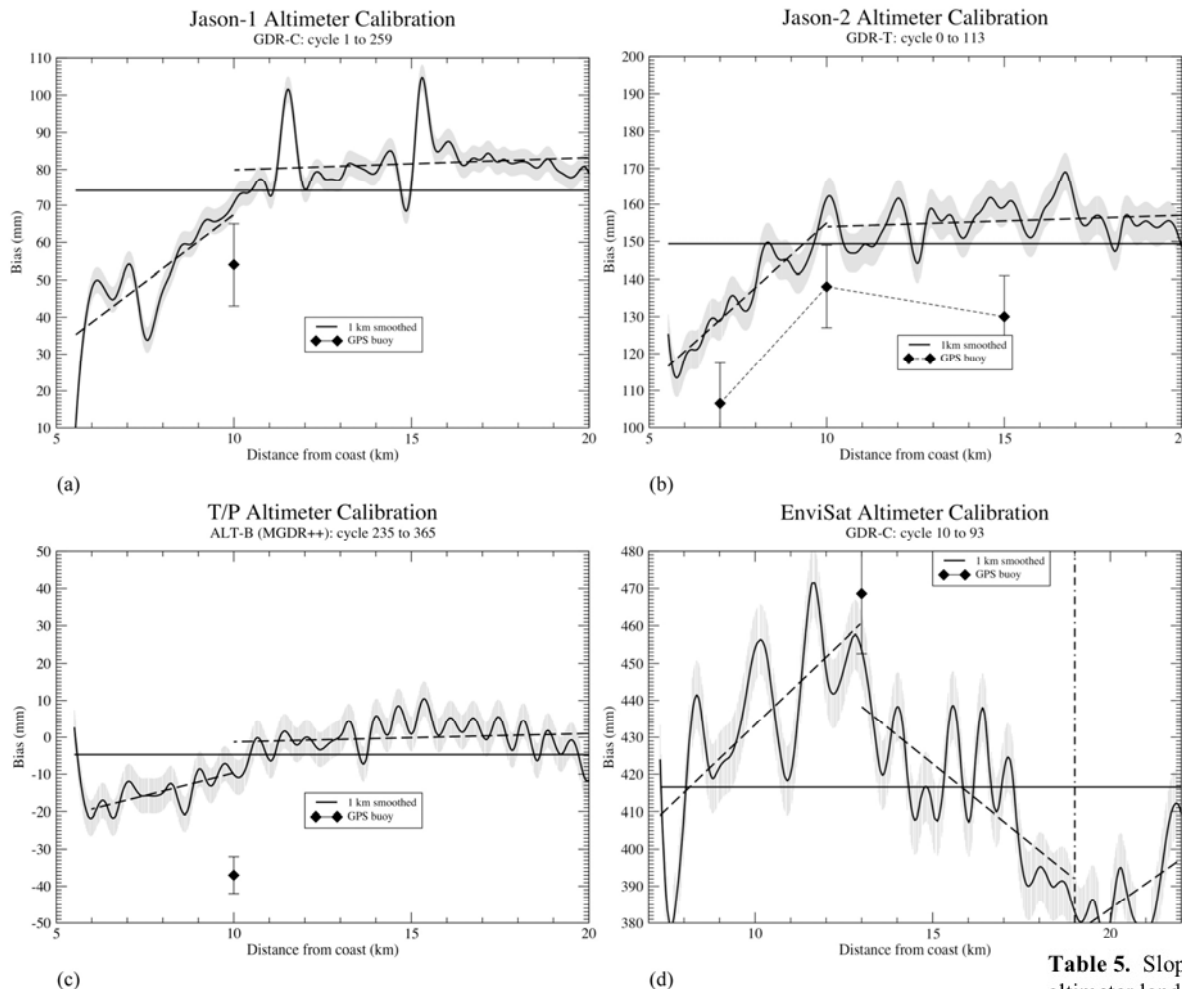 Jason-1 Altimeter Calibration
GDR-C: cycle 1 to 259
110
100
90
80
70
60
50
40
30
20
10
Bias (mm)
1 km smoothed
GPS buoy
5
10
15
20
Distance from coast (km)
(a)
Jason-2 Altimeter Calibration
GDR-T: cycle 0 to 113
200
190
180
170
160
150
140
130
120
110
100
Bias (mm)
1km smoothed
GPS buoy
5
10
15
20
Distance from coast (km)
(b)
T/P Altimeter Calibration
ALT-B (MGDR++): cycle 235 to 365
50
40
30
20
10
0
-10
-20
-30
-40
-50
Bias (mm)
1 km smoothed
GPS buoy
5
10
15
20
Distance from coast (km)
(c)
EnviSat Altimeter Calibration
GDR-C: cycle 10 to 93
480
470
460
450
440
430
420
410
400
390
380
Bias (mm)
1 km smoothed
GPS buoy
10
15
20
Distance from coast (km)
(d)
Table 5. Slop